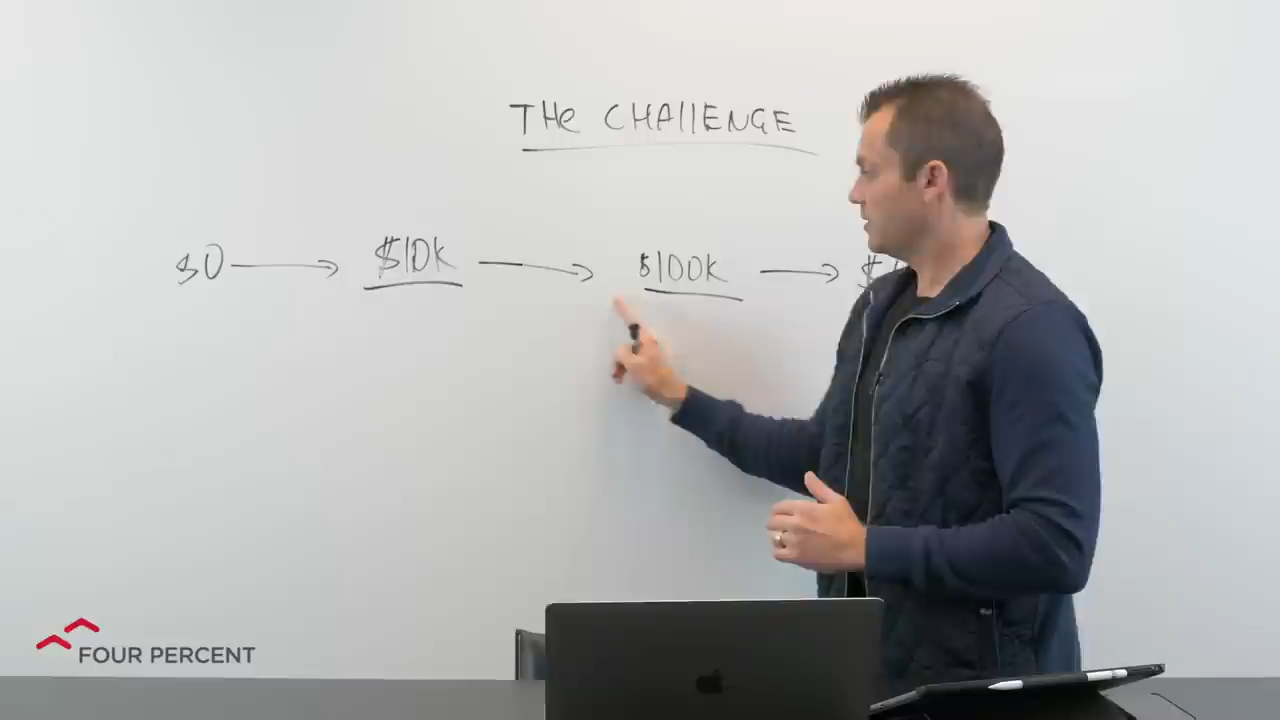 THe CHAllENGE
$0 → $10k → $100k → $
FOUR PERCENT